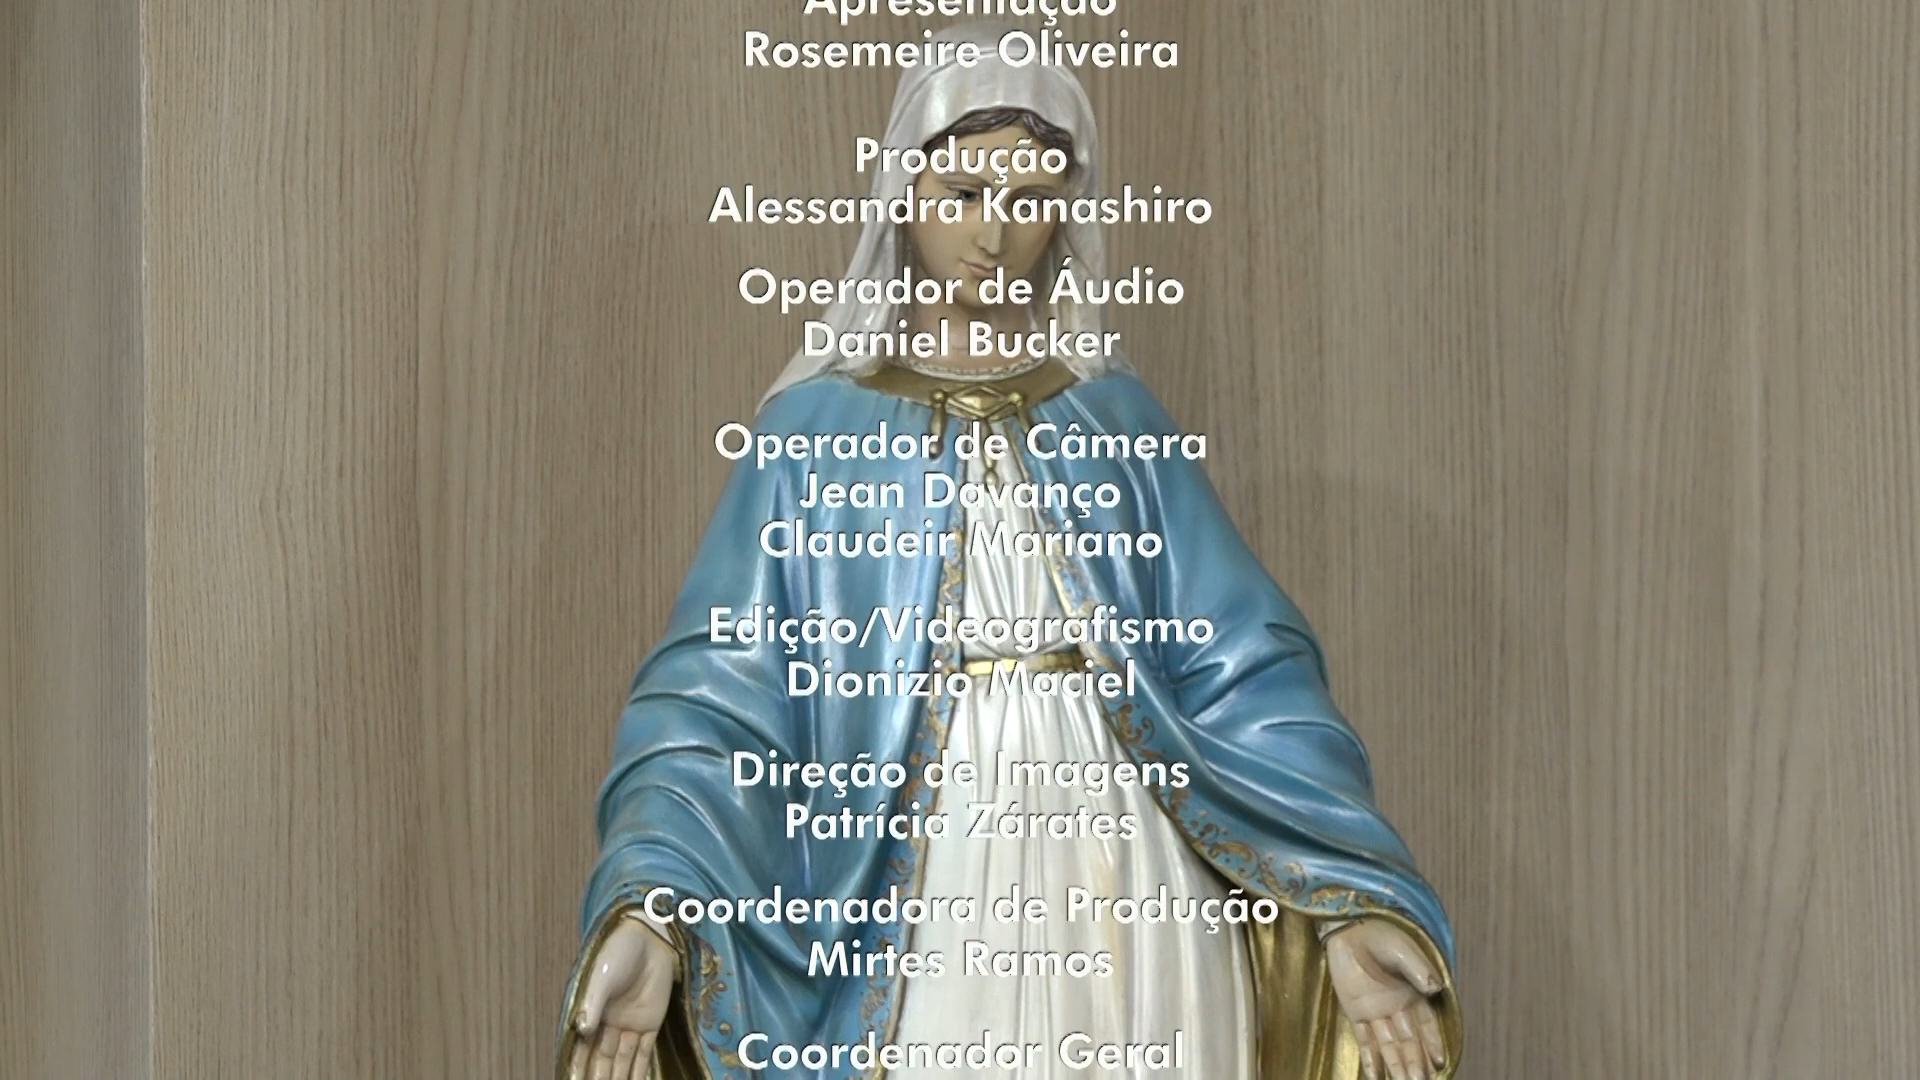 Apresentação
Rosemeire Oliveira
Produção
Alessandra Kanashiro
Operador de Áudio
Daniel Bucker
Operador de Câmera
Jean Davanço
Claudeir Mariano
Edição/Videografismo
Dionizio Maciel
Direção de Imagens
Patrícia Zárates
Coordenadora de Produção
Mirtes Ramos
Coordenador Geral